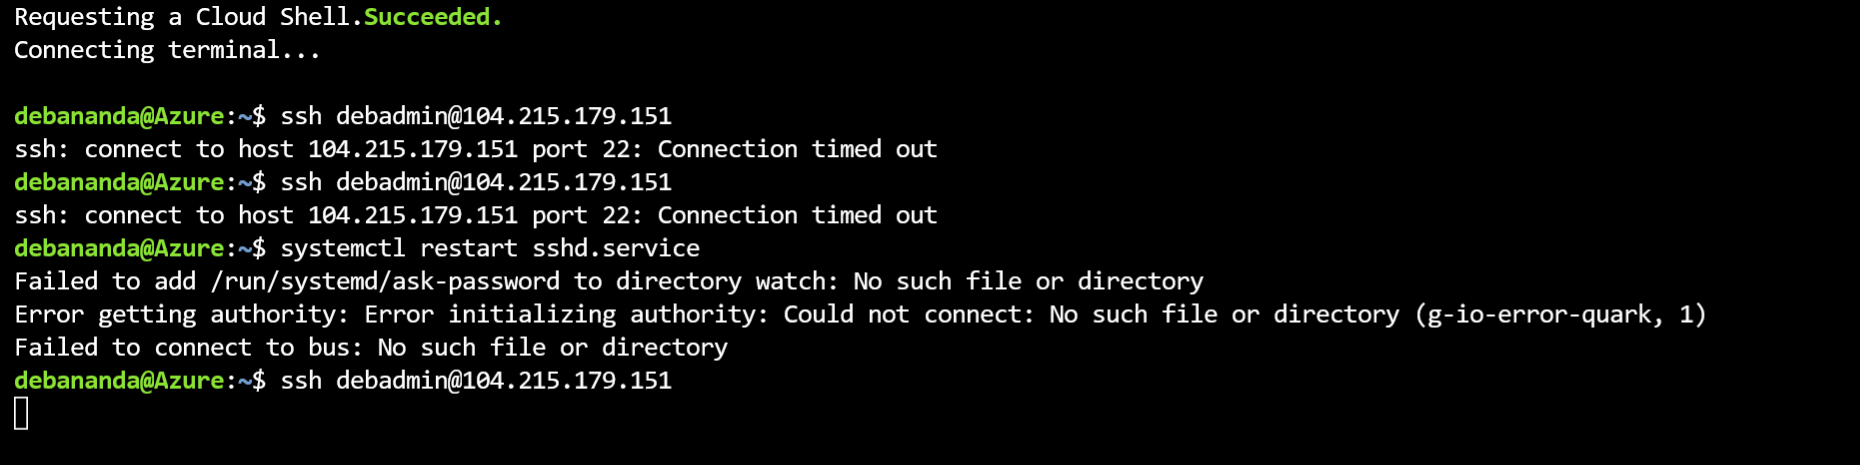 Requesting a Cloud Shell.Succeeded.
Connecting terminal...
debananda@Azure:~$ ssh debadmin@104.215.179.151
ssh: connect to host 104.215.179.151 port 22: Connection timed out
debananda@Azure:~$ ssh debadmin@104.215.179.151
ssh: connect to host 104.215.179.151 port 22: Connection timed out
debananda@Azure:~$ systemctl restart sshd.service
Failed to add /run/systemd/ask-password to directory watch: No such file or directory
Error getting authority: Error initializing authority: Could not connect: No such file or directory (g-io-error-quark, 1)
Failed to connect to bus: No such file or directory
debananda@Azure:~$ ssh debadmin@104.215.179.151